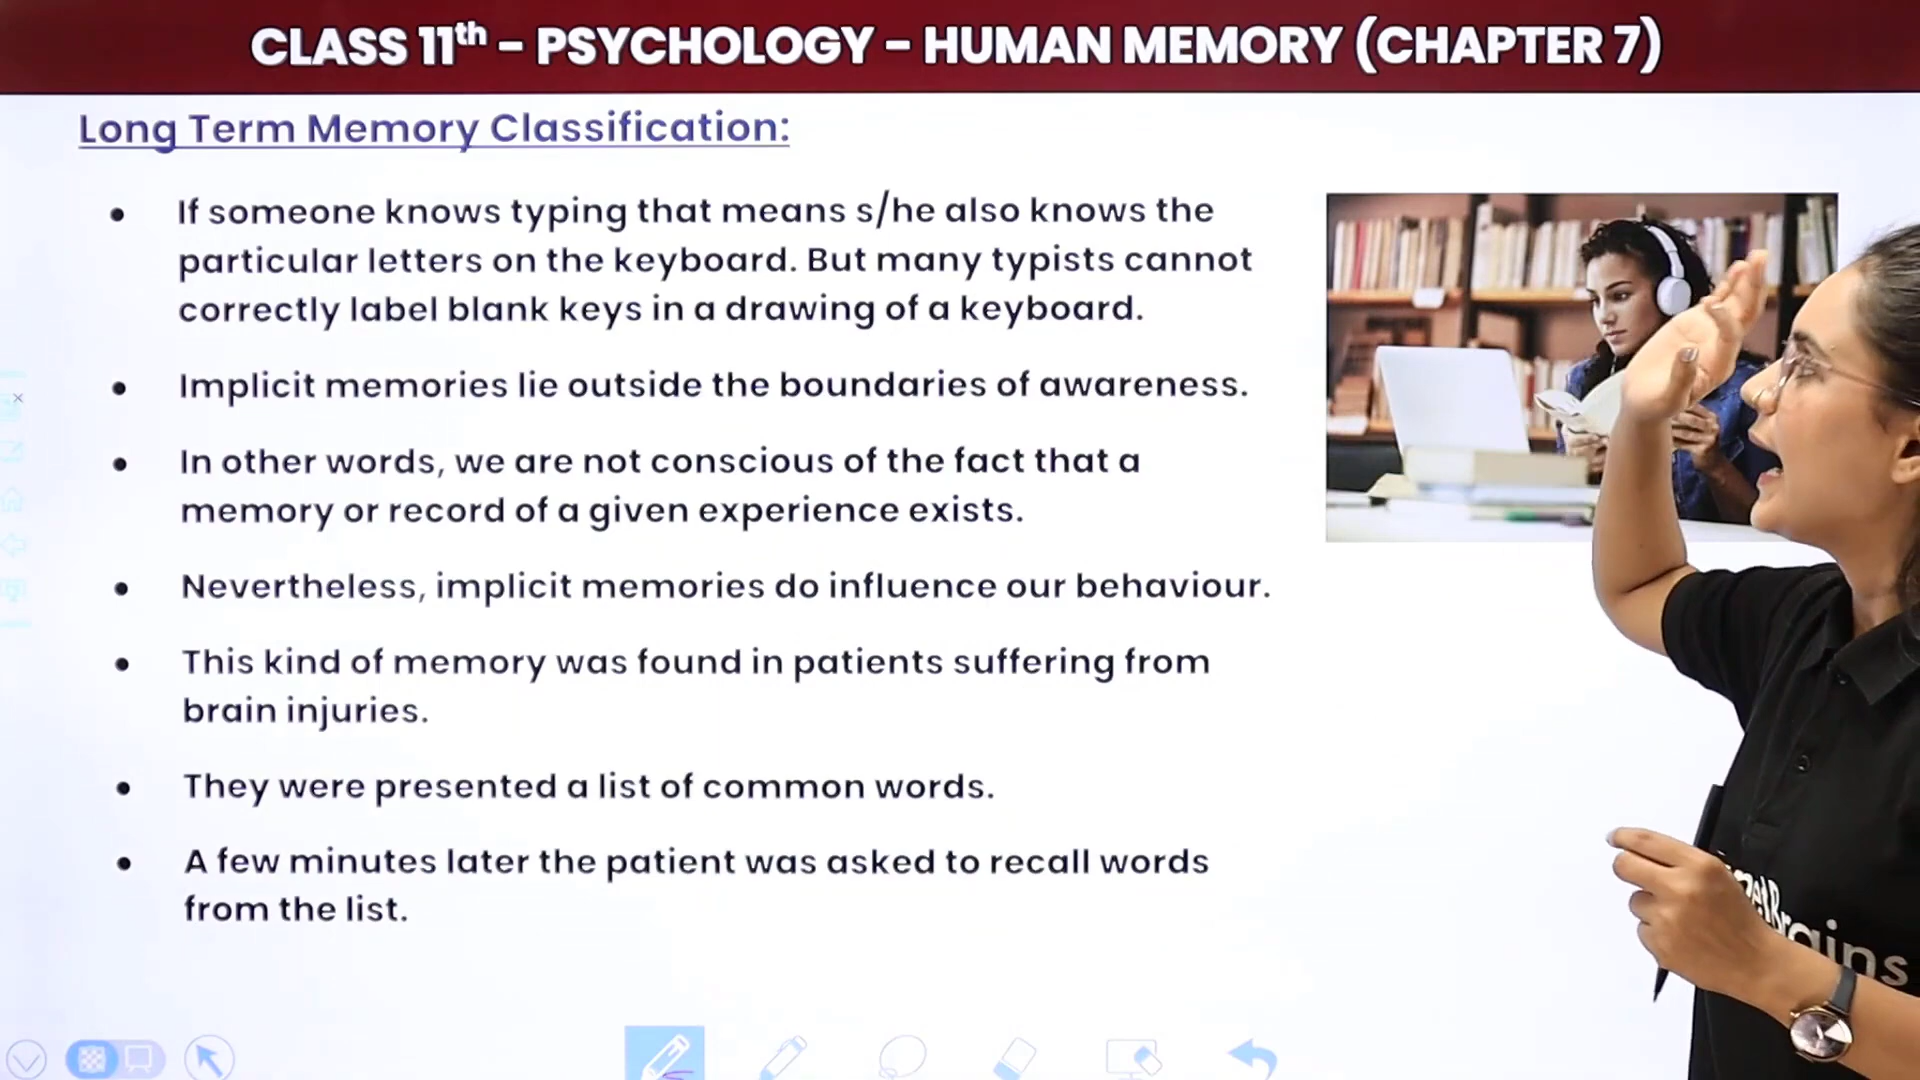 CLASS 11th – PSYCHOLOGY – HUMAN MEMORY (CHAPTER 7)
Long Term Memory Classification:
• If someone knows typing that means s/he also knows the
particular letters on the keyboard. But many typists cannot
correctly label blank keys in a drawing of a keyboard.
• Implicit memories lie outside the boundaries of awareness.
• In other words, we are not conscious of the fact that a
memory or record of a given experience exists.
• Nevertheless, implicit memories do influence our behaviour.
• This kind of memory was found in patients suffering from
brain injuries.
• They were presented a list of common words.
• A few minutes later the patient was asked to recall words
from the list.